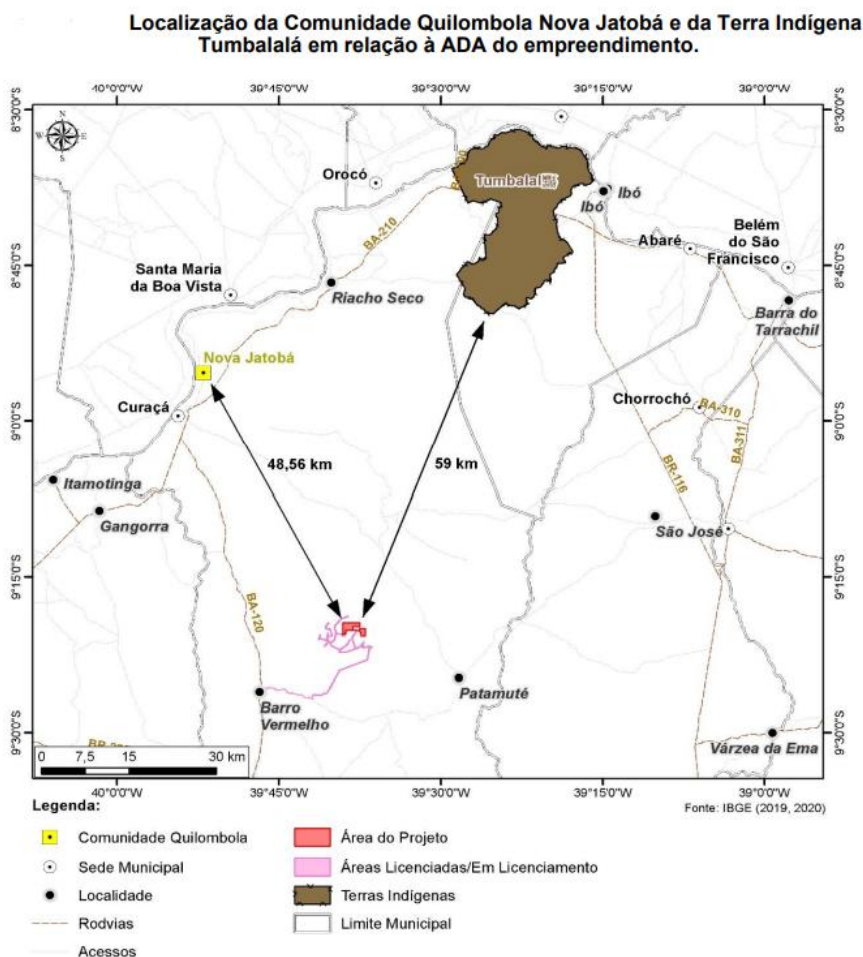 Localização da Comunidade Quilombola Nova Jatobá e da Terra Indígena
Tumbalalá em relação à ADA do empreendimento.
40°0'0"W
39°45'0"W
39°30'0"W
39°15'0"W
39°0'0"W
8°30'0"S
8°45'0"S
9°0'0"S
9°15'0"S
9°30'0"S
8°30'0"S
8°45'0"S
9°0'0"S
9°15'0"S
9°30'0"S
N
W
E
S
Orocó
Tumbalal
Ibó
Ibó
BA-210
Abaré
Belém
do São
Francisco
Santa Maria
da Boa Vista
Riacho Seco
Barra do
Tarrachil
Nova Jatobá
Curaçá
Chorrochó
BA-310
BA-311
BR-116
48,56 km
59 km
Itamotinga
Gangorra
São José
BA-120
Barro
Vermelho
Patamuté
Várzea da Ema
0 7,5 15 30 km
40°0'0"W
39°45'0"W
39°30'0"W
39°15'0"W
39°0'0"W
Legenda:
Fonte: IBGE (2019, 2020)
Comunidade Quilombola
Área do Projeto
Sede Municipal
Áreas Licenciadas/Em Licenciamento
Localidade
Terras Indígenas
Rodvias
Limite Municipal
Acessos